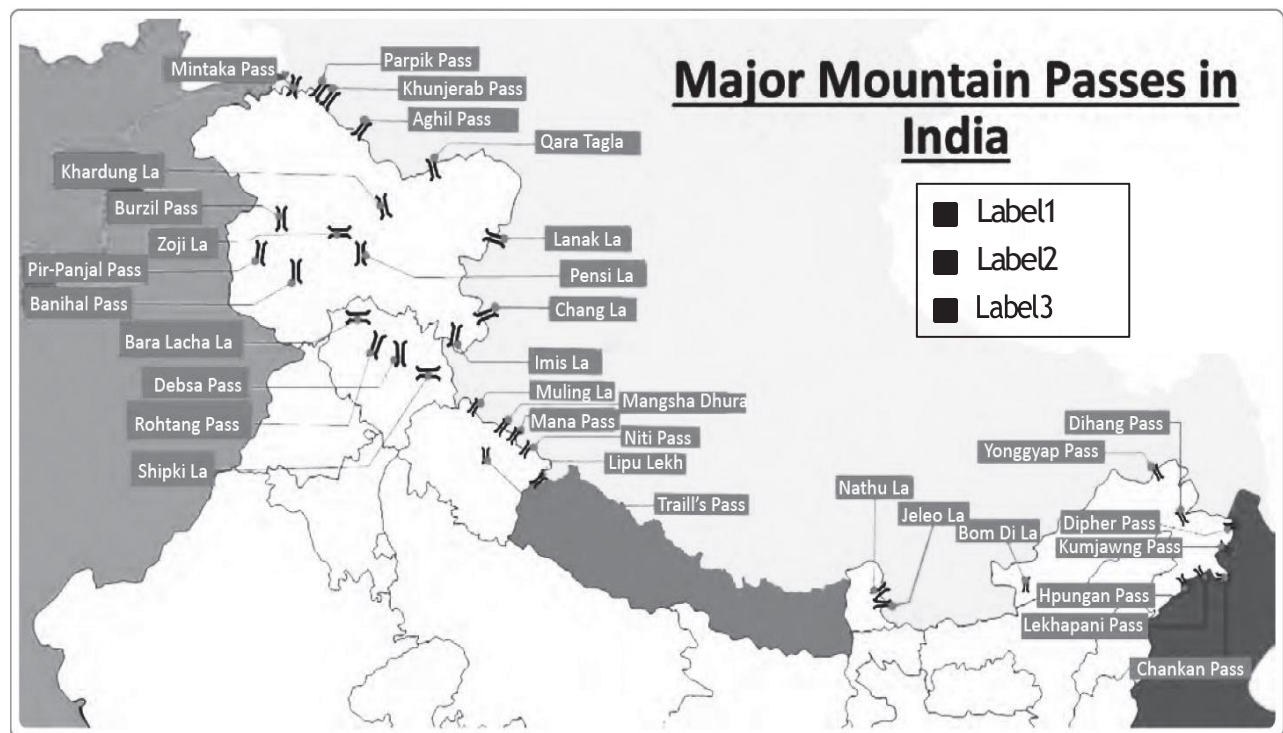 Major Mountain Passes in
India
Label1
Label2
Label3
Mintaka Pass
Parpik Pass
Khunjerab Pass
Aghil Pass
Qara Tagla
Khardung La
Burzil Pass
Zoji La
Pir-Panjal Pass
Banihal Pass
Lanak La
Pensi La
Chang La
Bara Lacha La
Imis La
Debsa Pass
Muling La
Mangsha Dhura
Rohtang Pass
Mana Pass
Niti Pass
Shipki La
Lipu Lekh
Traill's Pass
Dihang Pass
Yonggyap Pass
Nathu La
Jeleo La
Bom Di La
Dipher Pass
Kumjawng Pass
Hpungan Pass
Lekhapani Pass
Chankan Pass